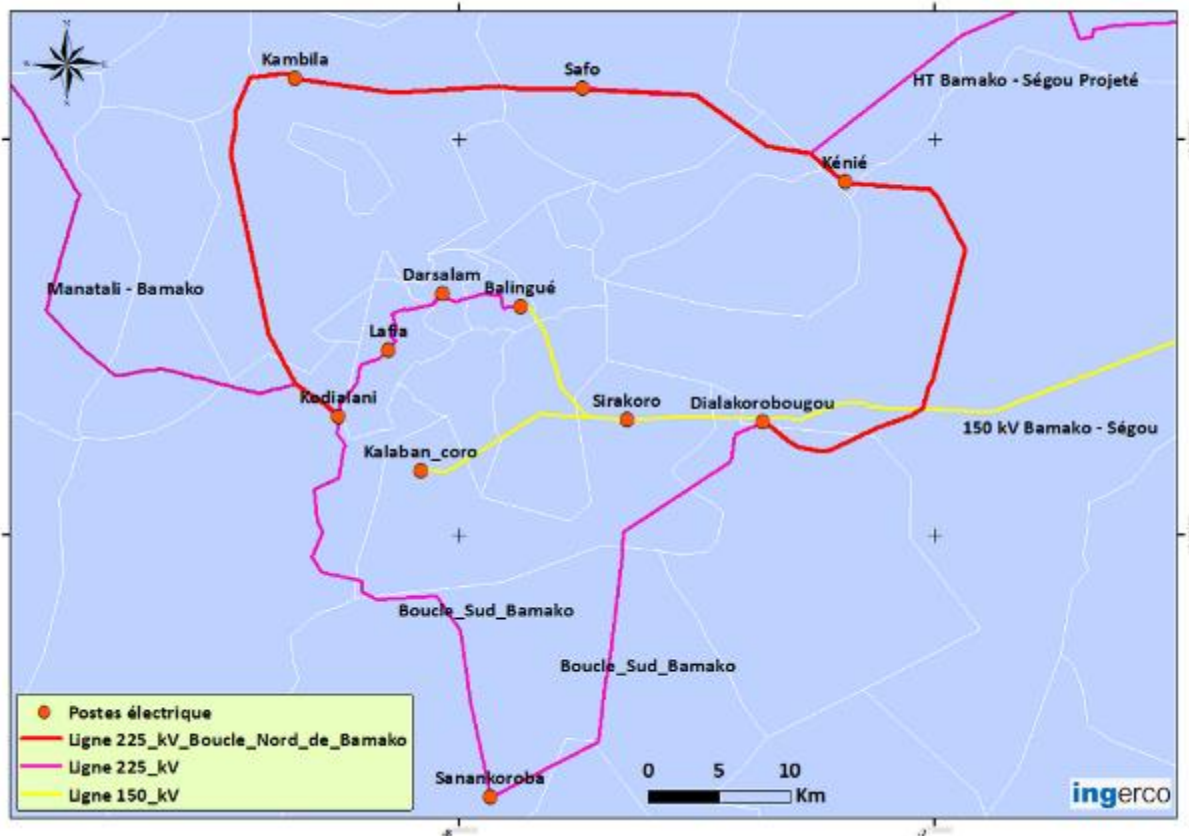 Kambila
Safo
HT Bamako - Ségou Projeté
Kénié
Manatali - Bamako
Darsalam
Balingué
Lafia
Kodialani
Sirakoro
Dialakorobougou
150 kV Bamako - Ségou
Kalaban_coro
Boucle_Sud_Bamako
Boucle_Sud_Bamako
Sanankoroba
Postes électrique
Ligne 225_kV_Boucle_Nord_de_Bamako
Ligne 225_kV
Ligne 150_kV
0 5 10
Km
ingerco